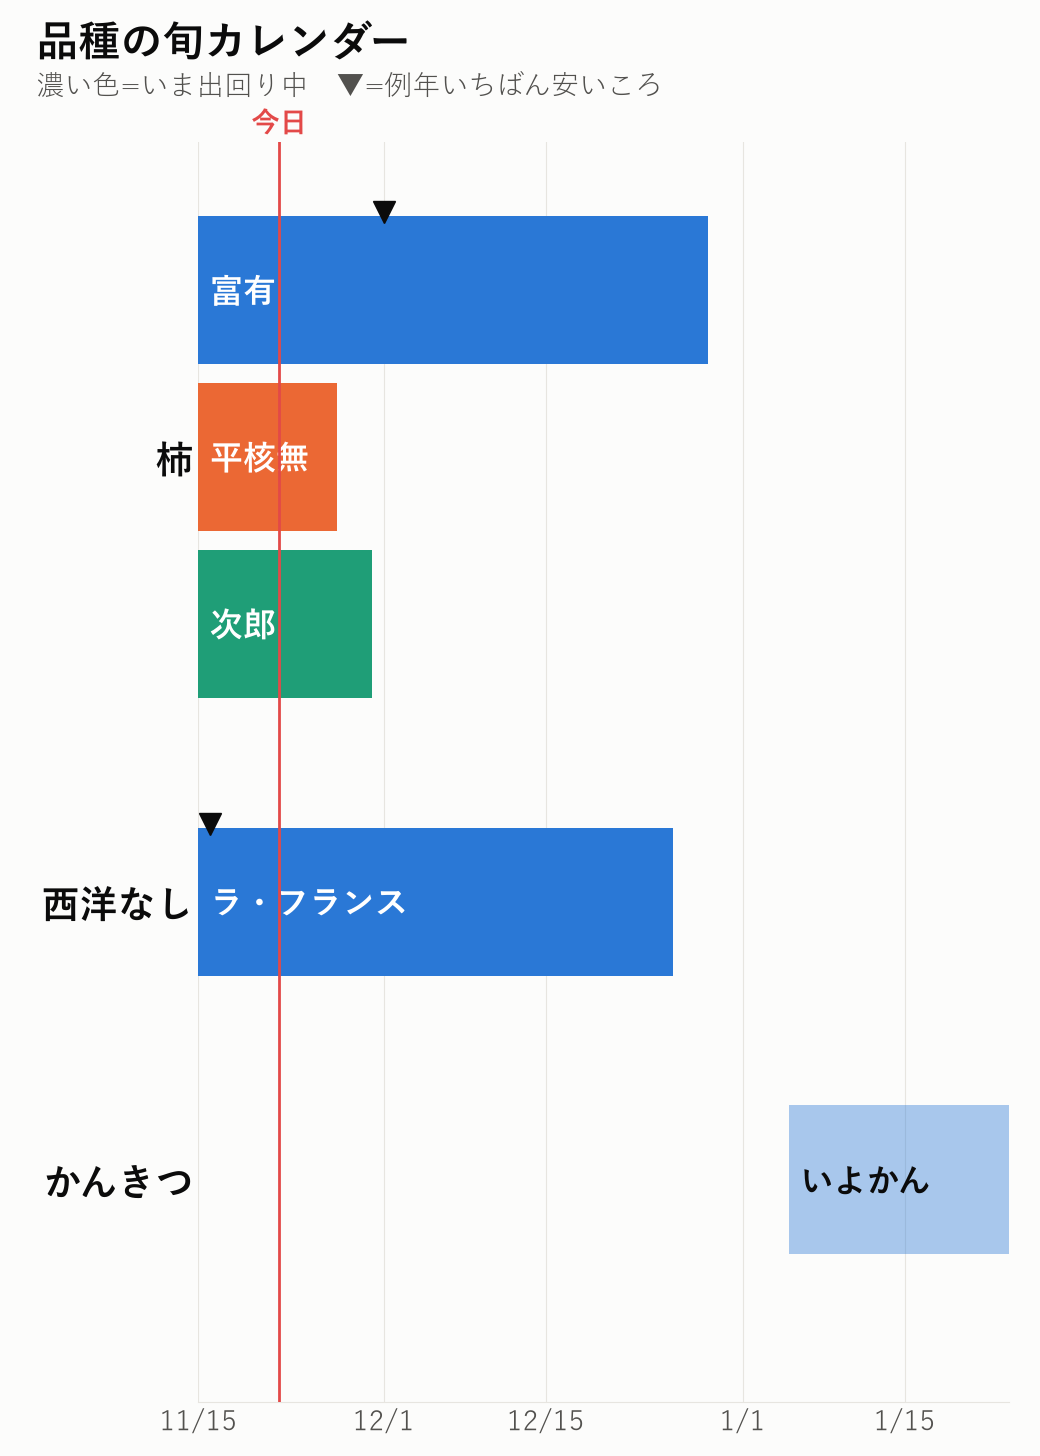 品種の旬カレンダー
濃い色=いま出回り中　▼=例年いちばん安いころ
今日
富有
柿
平核無
次郎
西洋なし
ラ・フランス
かんきつ
いよかん
11/15 12/1 12/15 1/1 1/15